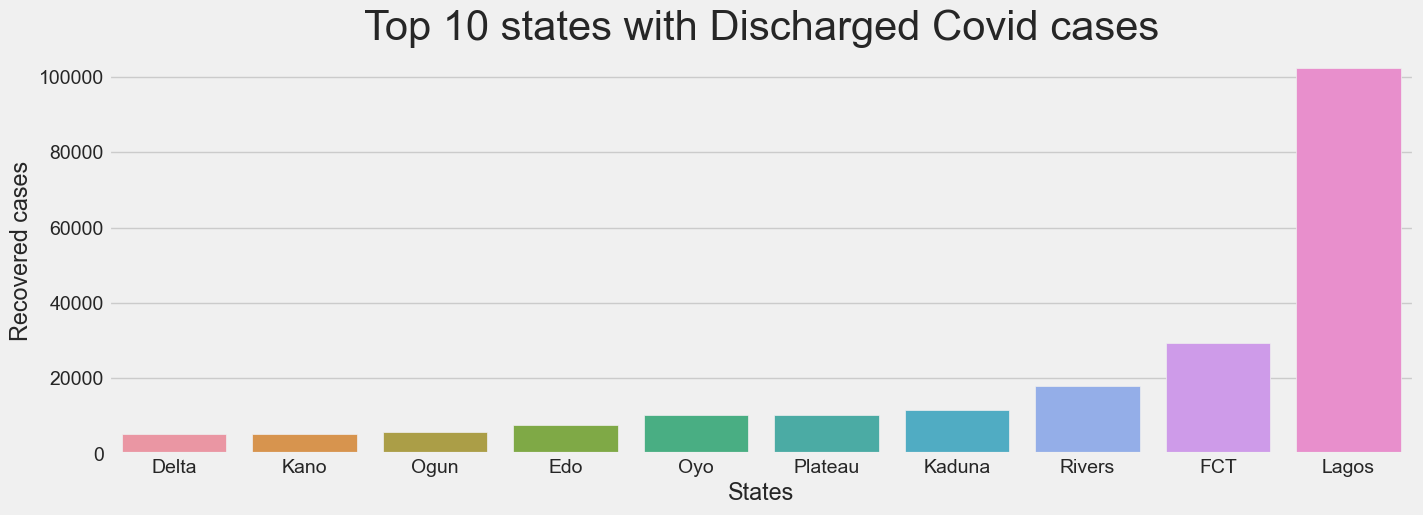 Top 10 states with Discharged Covid cases
Recovered cases
100000
80000
60000
40000
20000
0
Delta Kano Ogun Edo Oyo Plateau Kaduna Rivers FCT Lagos
States